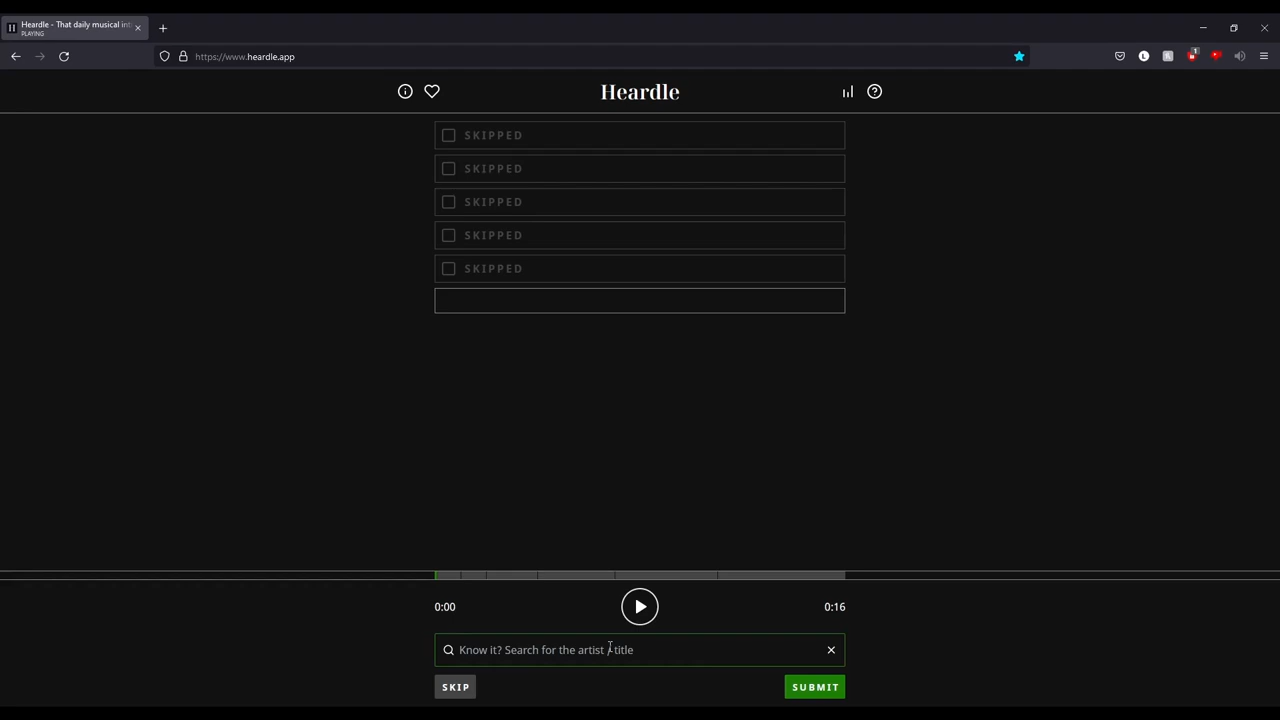 Heardle - That daily musical int
PLAYING
https://www.heardle.app
1
Heardle
SKIPPED
SKIPPED
SKIPPED
SKIPPED
SKIPPED
0:00
0:16
Know it? Search for the artist / title
SKIP
SUBMIT